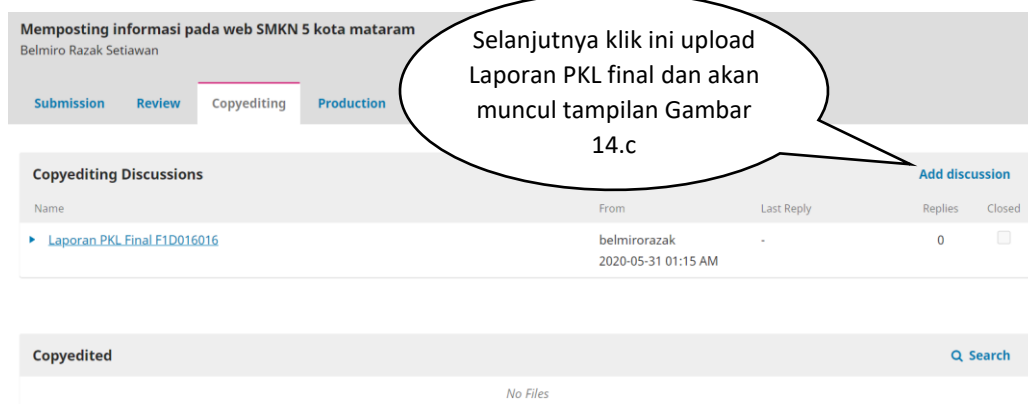 Memposting informasi pada web SMKN 5 kota mataram
Belmiro Razak Setiawan
Selanjutnya klik ini upload
Laporan PKL final dan akan
muncul tampilan Gambar
14.c
Submission Review Copyediting Production
Copyediting Discussions Add discussion
Name From Last Reply Replies Closed
Laporan PKL Final F1D016016 belmirorazak - 0
2020-05-31 01:15 AM
Copyedited Search
No Files